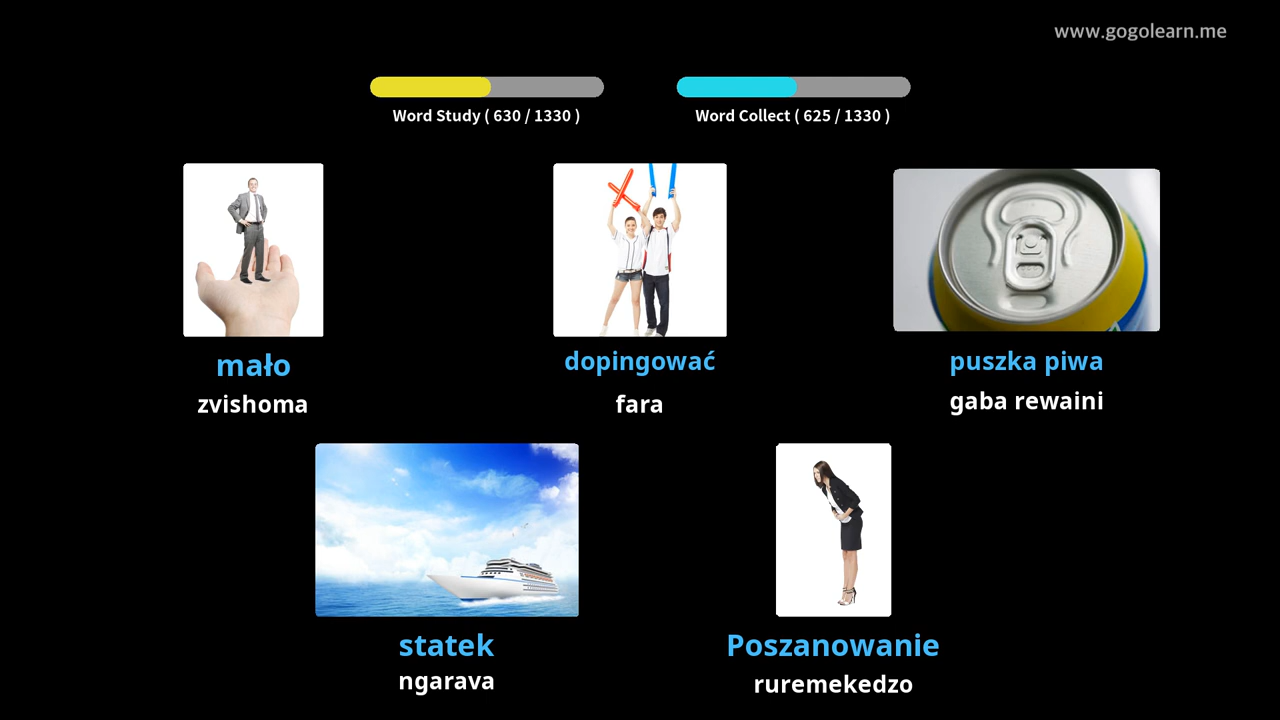 www.gogolearn.me
Word Study ( 630 / 1330 )
Word Collect ( 625 / 1330 )
mało
zvishoma
dopingować
fara
puszka piwa
gaba rewaini
statek
ngarava
Poszanowanie
ruremekedzo